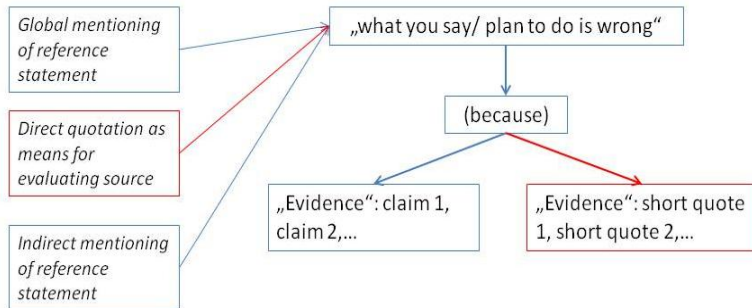 Global mentioning
of reference
statement
„what you say/ plan to do is wrong“
(because)
Direct quotation as
means for
evaluating source
„Evidence“: claim 1,
claim 2,...
„Evidence“: short quote
1, short quote 2,...
Indirect mentioning
of reference
statement